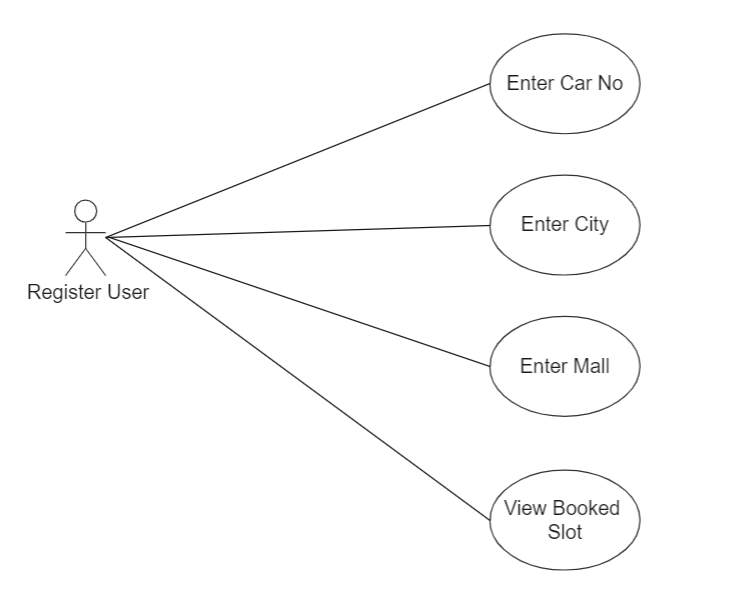 Enter Car No
Enter City
Register User
Enter Mall
View Booked
Slot